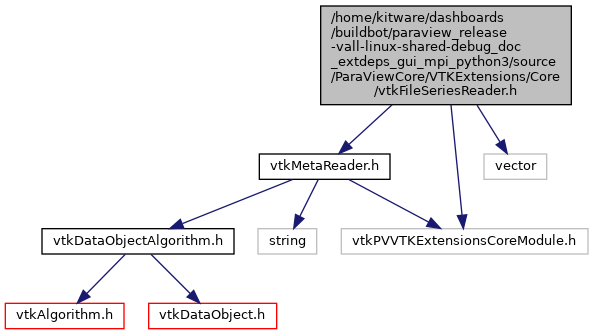 /home/kitware/dashboards
/buildbot/paraview_release
-vall-linux-shared-debug_doc
_extdeps_gui_mpi_python3/source
/ParaViewCore/VTKExtensions/Core
/vtkFileSeriesReader.h
vtkMetaReader.h
vector
vtkDataObjectAlgorithm.h
string
vtkPVVTKExtensionsCoreModule.h
vtkAlgorithm.h
vtkDataObject.h